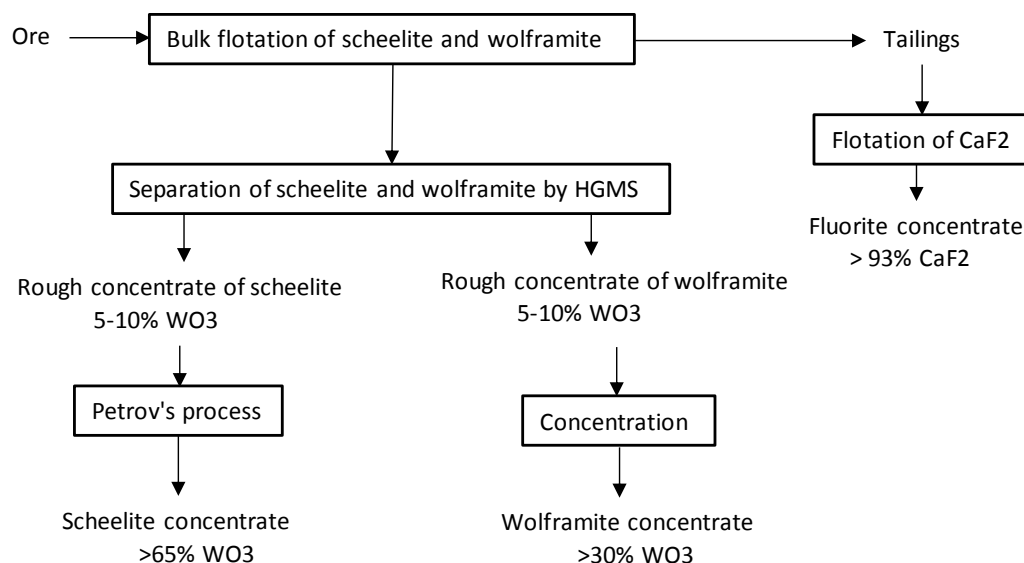 Ore
Bulk flotation of scheelite and wolframite
Tailings
Flotation of CaF2
Separation of scheelite and wolframite by HGMS
Fluorite concentrate
> 93% CaF2
Rough concentrate of scheelite
5-10% WO3
Rough concentrate of wolframite
5-10% WO3
Petrov's process
Concentration
Scheelite concentrate
>65% WO3
Wolframite concentrate
>30% WO3